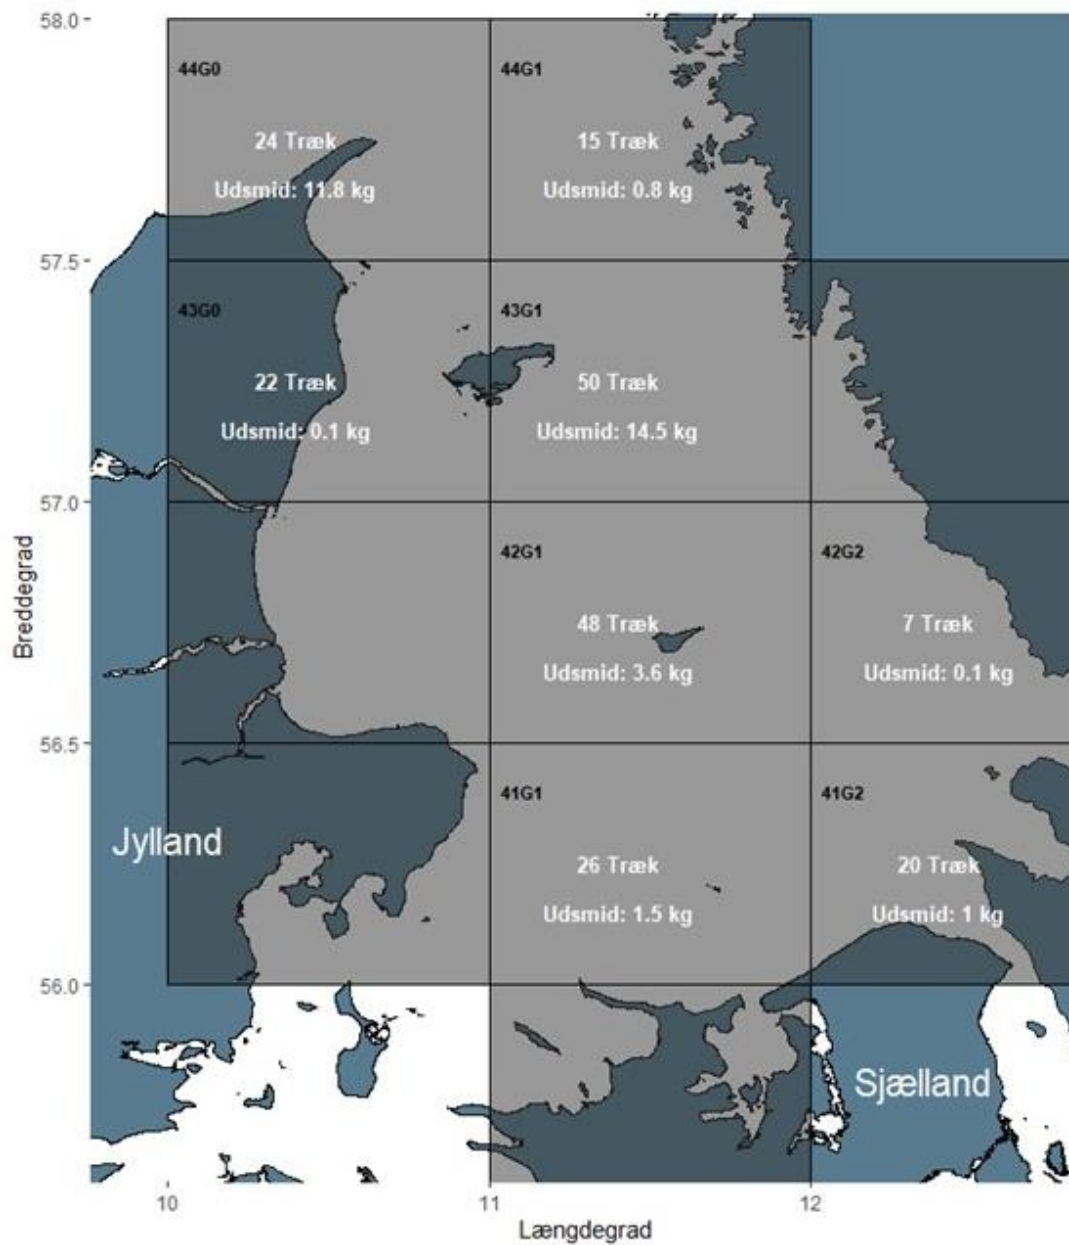 58.0
44G0 44G1
24 Træk 15 Træk
Udsmid: 11.8 kg Udsmid: 0.8 kg
57.5
43G0 43G1
22 Træk 50 Træk
Udsmid: 0.1 kg Udsmid: 14.5 kg
57.0
42G1 42G2
48 Træk 7 Træk
Udsmid: 3.6 kg Udsmid: 0.1 kg
56.5
41G1 41G2
Jylland
26 Træk 20 Træk
Udsmid: 1.5 kg Udsmid: 1 kg
56.0
Sjælland
10 11 12
Længdegrad
Breddegrad